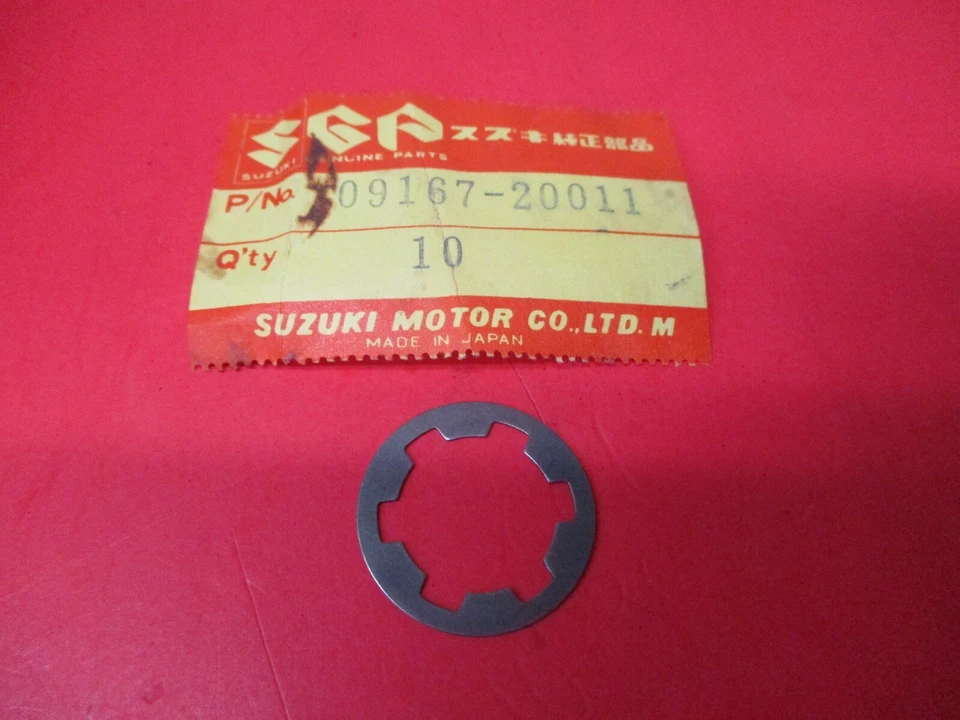 SGP スズキ純正部品
SUZUKI GENUINE PARTS
P/No. 09167-20011
Q'ty 10
SUZUKI MOTOR CO.,LTD. M
MADE IN JAPAN